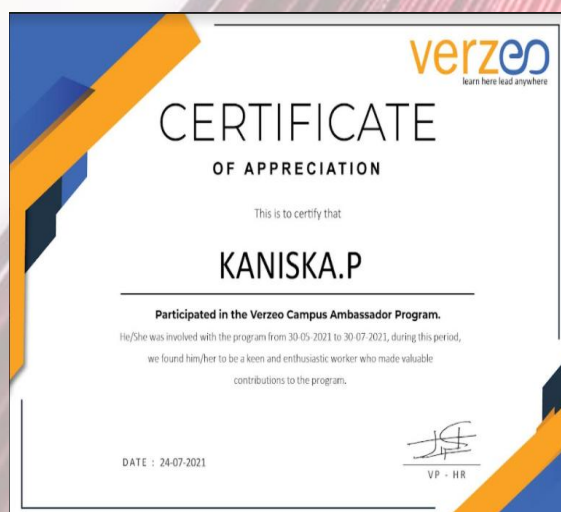 verzeo
learn here lead anywhere
CERTIFICATE
OF APPRECIATION
This is to certify that
KANISKA.P
Participated in the Verzeo Campus Ambassador Program.
He/She was involved with the program from 30-05-2021 to 30-07-2021, during this period,
we found him/her to be a keen and enthusiastic worker who made valuable
contributions to the program.
DATE : 24-07-2021
VP - HR